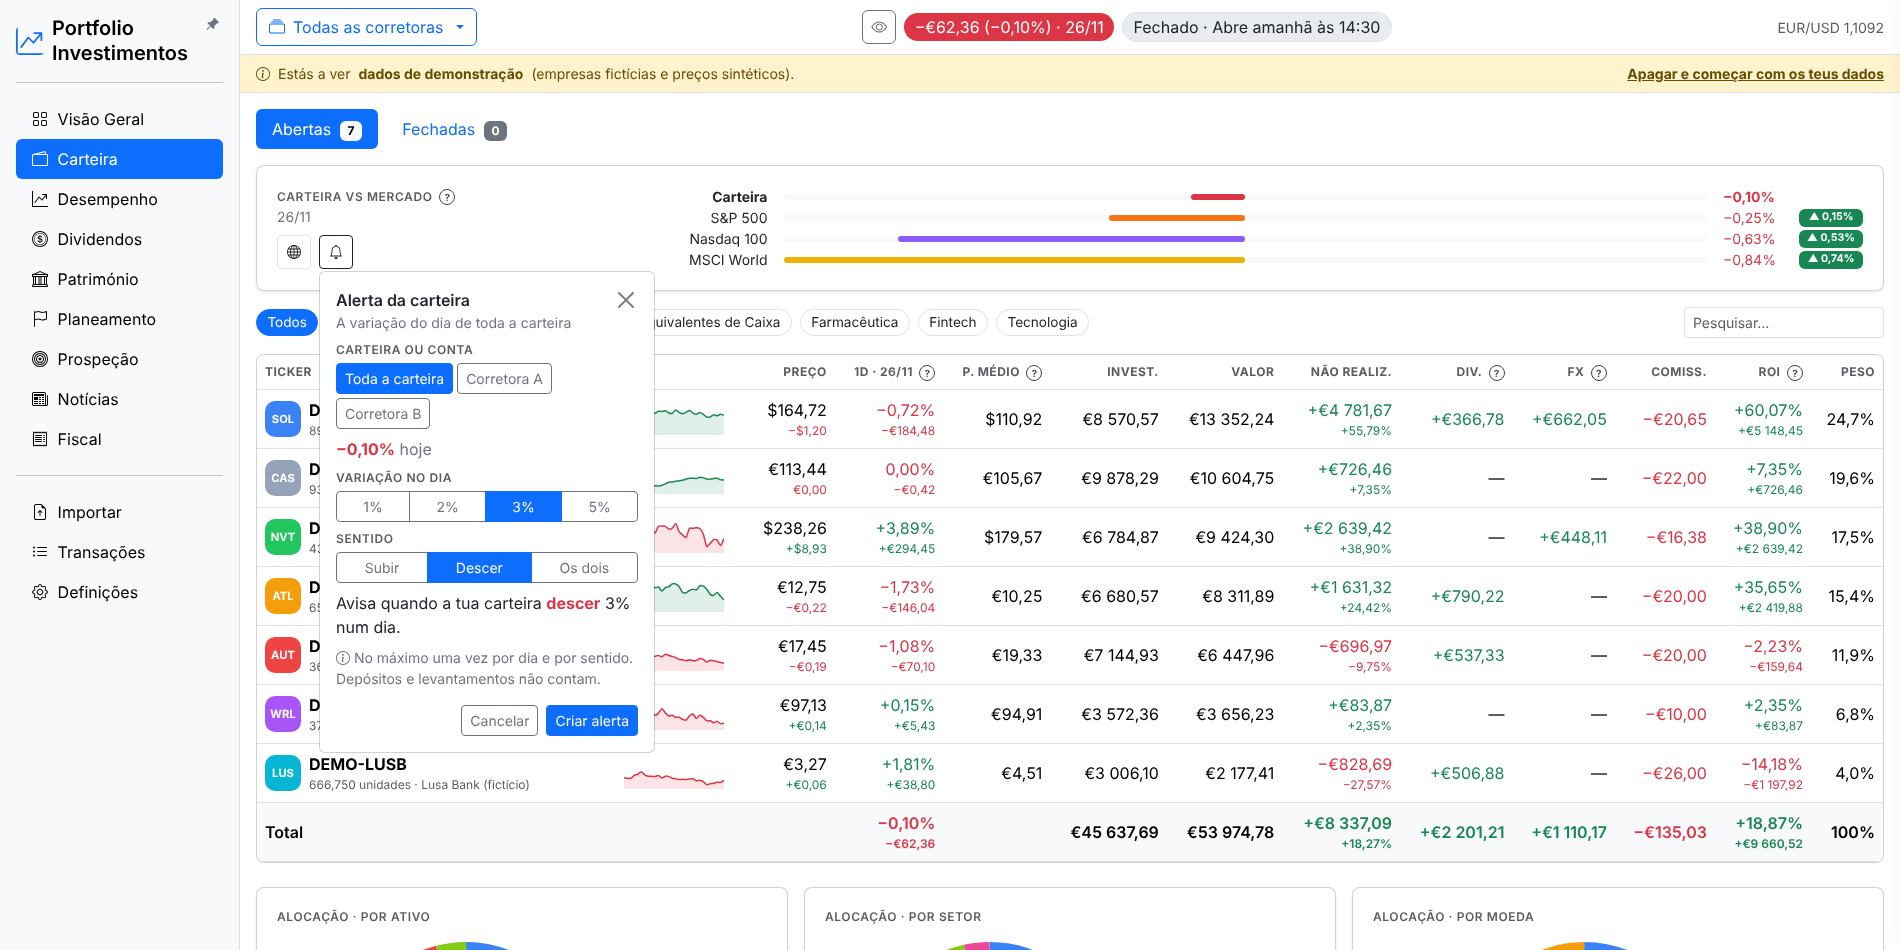 Portfolio
Investimentos
Visão Geral
Carteira
Desempenho
Dividendos
Património
Planeamento
Prospeção
Notícias
Fiscal
Importar
Transações
Definições
Todas as corretoras
−€62,36 (−0,10%) · 26/11
Fechado · Abre amanhã às 14:30
EUR/USD 1,1092
Estás a ver dados de demonstração (empresas fictícias e preços sintéticos).
Apagar e começar com os teus dados
Abertas 7
Fechadas 0
CARTEIRA VS MERCADO ?
26/11
Carteira −0,10%
S&P 500 −0,25% ▲ 0,15%
Nasdaq 100 −0,63% ▲ 0,53%
MSCI World −0,84% ▲ 0,74%
Todos
quivalentes de Caixa
Farmacêutica
Fintech
Tecnologia
Pesquisar...
Alerta da carteira
A variação do dia de toda a carteira
CARTEIRA OU CONTA
Toda a carteira
Corretora A
Corretora B
−0,10% hoje
VARIAÇÃO NO DIA
1% 2% 3% 5%
SENTIDO
Subir Descer Os dois
Avisa quando a tua carteira descer 3%
num dia.
No máximo uma vez por dia e por sentido.
Depósitos e levantamentos não contam.
Cancelar
Criar alerta
TICKER PREÇO 1D · 26/11 ? P. MÉDIO ? INVEST. VALOR NÃO REALIZ. DIV. ? FX ? COMISS. ROI ? PESO
SOL D $164,72 −0,72% $110,92 €8 570,57 €13 352,24 +€4 781,67 +€366,78 +€662,05 −€20,65 +60,07% 24,7%
89 −$1,20 −€184,48 +55,79% +€5 148,45
CAS D €113,44 0,00% €105,67 €9 878,29 €10 604,75 +€726,46 — — −€22,00 +7,35% 19,6%
93 €0,00 −€0,42 +7,35% +€726,46
NVT D $238,26 +3,89% $179,57 €6 784,87 €9 424,30 +€2 639,42 — +€448,11 −€16,38 +38,90% 17,5%
43 +$8,93 +€294,45 +38,90% +€2 639,42
ATL D €12,75 −1,73% €10,25 €6 680,57 €8 311,89 +€1 631,32 +€790,22 — −€20,00 +35,65% 15,4%
65 −€0,22 −€146,04 +24,42% +€2 419,88
AUT D €17,45 −1,08% €19,33 €7 144,93 €6 447,96 −€696,97 +€537,33 — −€20,00 −2,23% 11,9%
36 −€0,19 −€70,10 −9,75% −€159,64
WRL D €97,13 +0,15% €94,91 €3 572,36 €3 656,23 +€83,87 — — −€10,00 +2,35% 6,8%
37 +€0,14 +€5,43 +2,35% +€83,87
LUS DEMO-LUSB €3,27 +1,81% €4,51 €3 006,10 €2 177,41 −€828,69 +€506,88 — −€26,00 −14,18% 4,0%
666,750 unidades · Lusa Bank (fictício) +€0,06 +€38,80 −27,57% −€1 197,92
Total −0,10% €45 637,69 €53 974,78 +€8 337,09 +€2 201,21 +€1 110,17 −€135,03 +18,87% 100%
−€62,36 +18,27% +€9 660,52
ALOCAÇÃO · POR ATIVO
ALOCAÇÃO · POR SETOR
ALOCAÇÃO · POR MOEDA